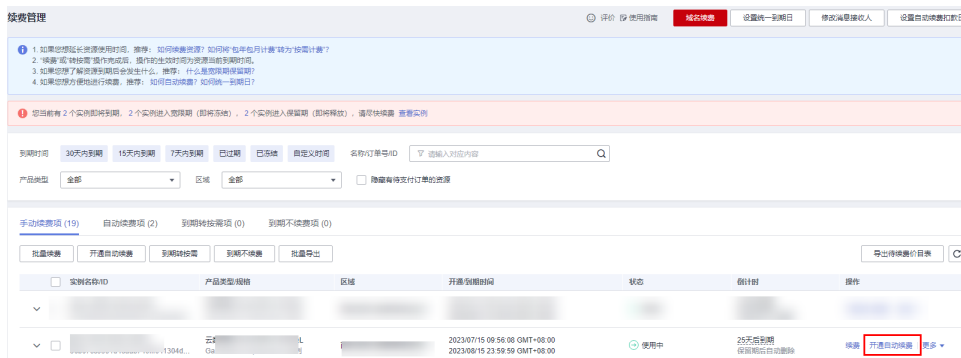 续费管理
评价 使用指南 域名续费 设置统一到期日 修改消息接收人 设置自动续费扣款日
1. 如果您想延长资源使用时间，推荐： 如何续费资源? 如何将“包年包月计费”转为“按需计费”?
2. “续费”或“转按需”操作完成后，操作的生效时间为资源当前到期时间。
3. 如果您想了解资源到期后会发生什么，推荐： 什么是宽限期保留期?
4. 如果您想方便地进行续费，推荐： 如何自动续费? 如何统一到期日?
您当前有 2 个实例即将到期， 2 个实例进入宽限期（即将冻结）， 2 个实例进入保留期（即将释放），请尽快续费 查看实例
到期时间 30天内到期 15天内到期 7天内到期 已过期 已冻结 自定义时间 名称/订单号/ID 请输入对应内容
产品类型 全部 区域 全部 隐藏有待支付订单的资源
手动续费项 (19) 自动续费项 (2) 到期转按需项 (0) 到期不续费项 (0)
批量续费 开通自动续费 到期转按需 到期不续费 批量导出 导出待续费价目表
实例名称/ID 产品类型/规格 区域 开通/到期时间 状态 倒计时 操作
2023/07/15 09:56:08 GMT+08:00 使用中 25天后到期 续费 开通自动续费 更多
2023/08/15 23:59:59 GMT+08:00 保留期后自动删除